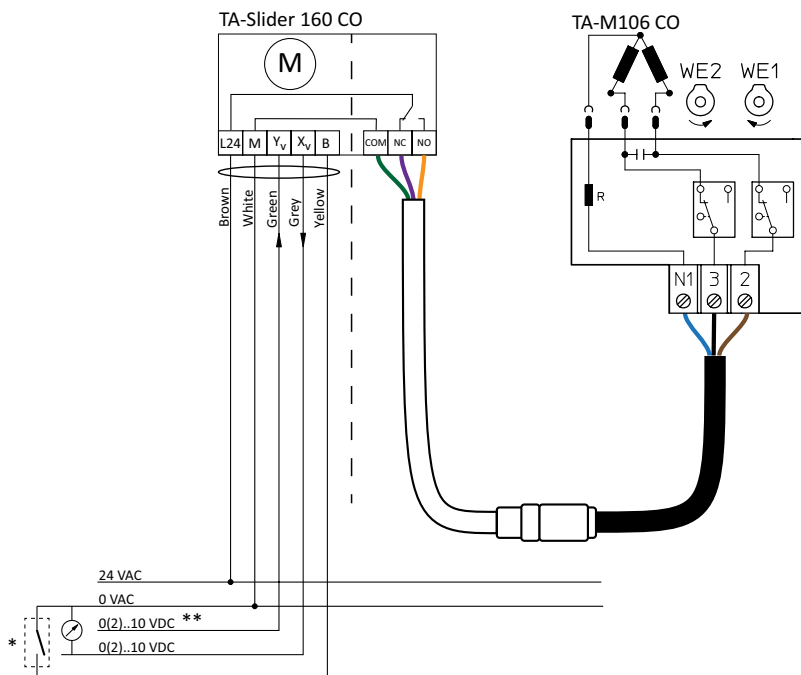 TA-Slider 160 CO
TA-M106 CO
M
WE2 WE1
L24 M Yv Xv B COM NC NO
R
Brown
White
Green
Grey
Yellow
N1 3 2
24 VAC
0 VAC
0(2)..10 VDC **
* 0(2)..10 VDC